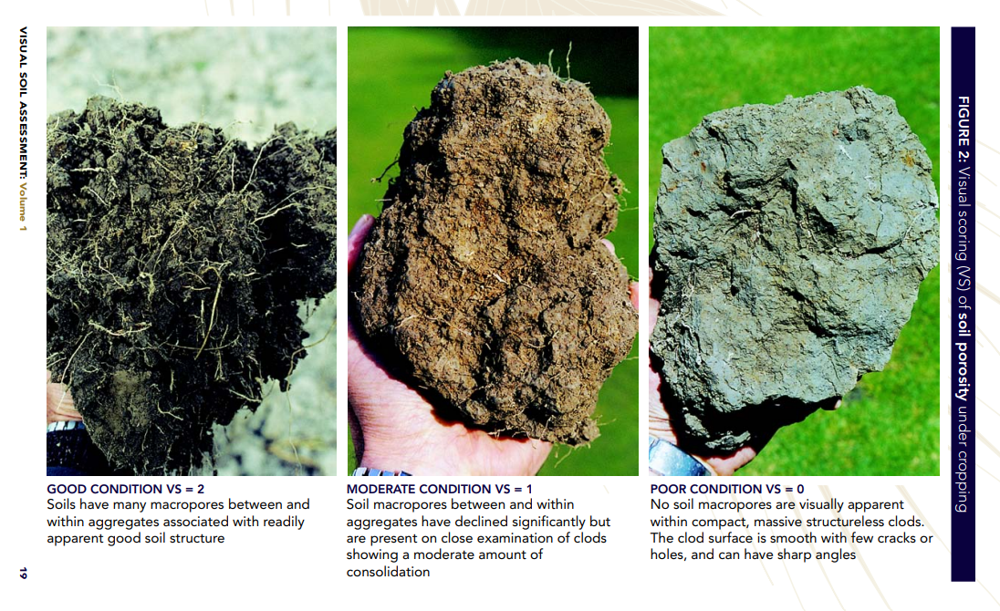 VISUAL SOIL ASSESSMENT: Volume 1
FIGURE 2: Visual scoring (VS) of soil porosity under cropping
GOOD CONDITION VS = 2
Soils have many macropores between and
within aggregates associated with readily
apparent good soil structure
MODERATE CONDITION VS = 1
Soil macropores between and within
aggregates have declined significantly but
are present on close examination of clods
showing a moderate amount of
consolidation
POOR CONDITION VS = 0
No soil macropores are visually apparent
within compact, massive structureless clods.
The clod surface is smooth with few cracks or
holes, and can have sharp angles
19